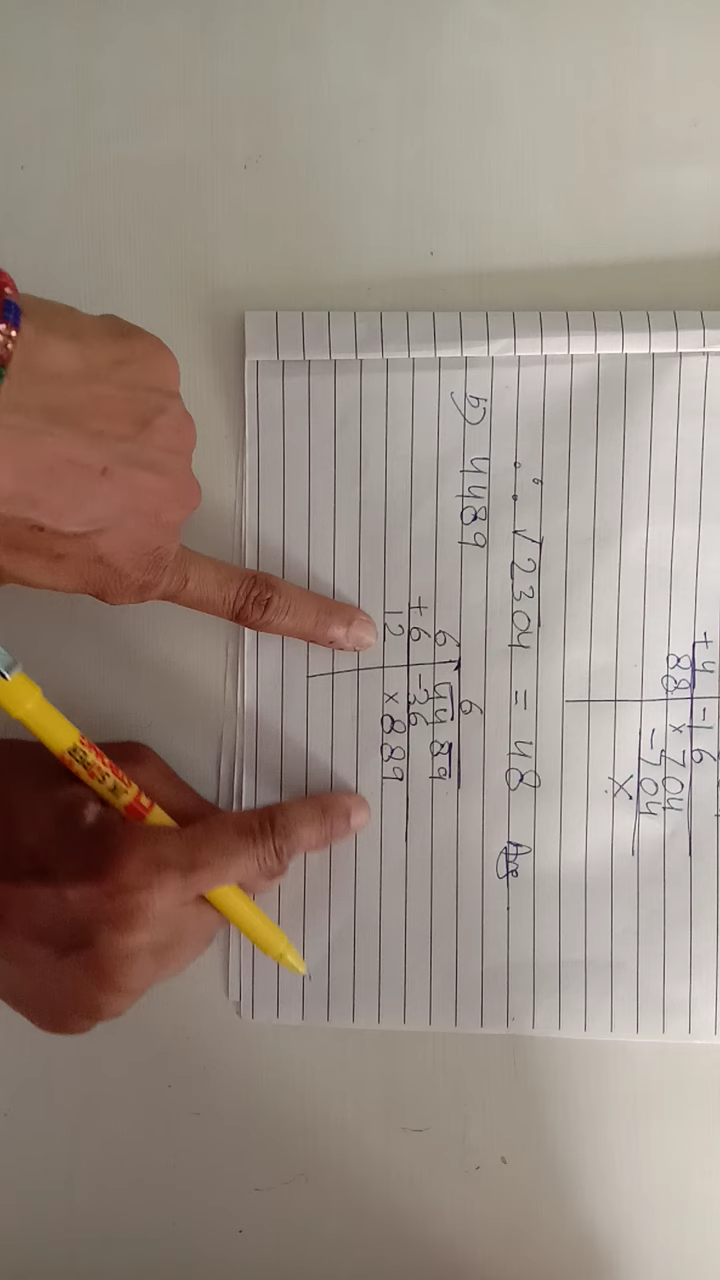 +4 -16
88 × 704
-704
×
∴ √2304 = 48 Ans
b) 4489
6
6 44 89
+6 -36
12 × 889